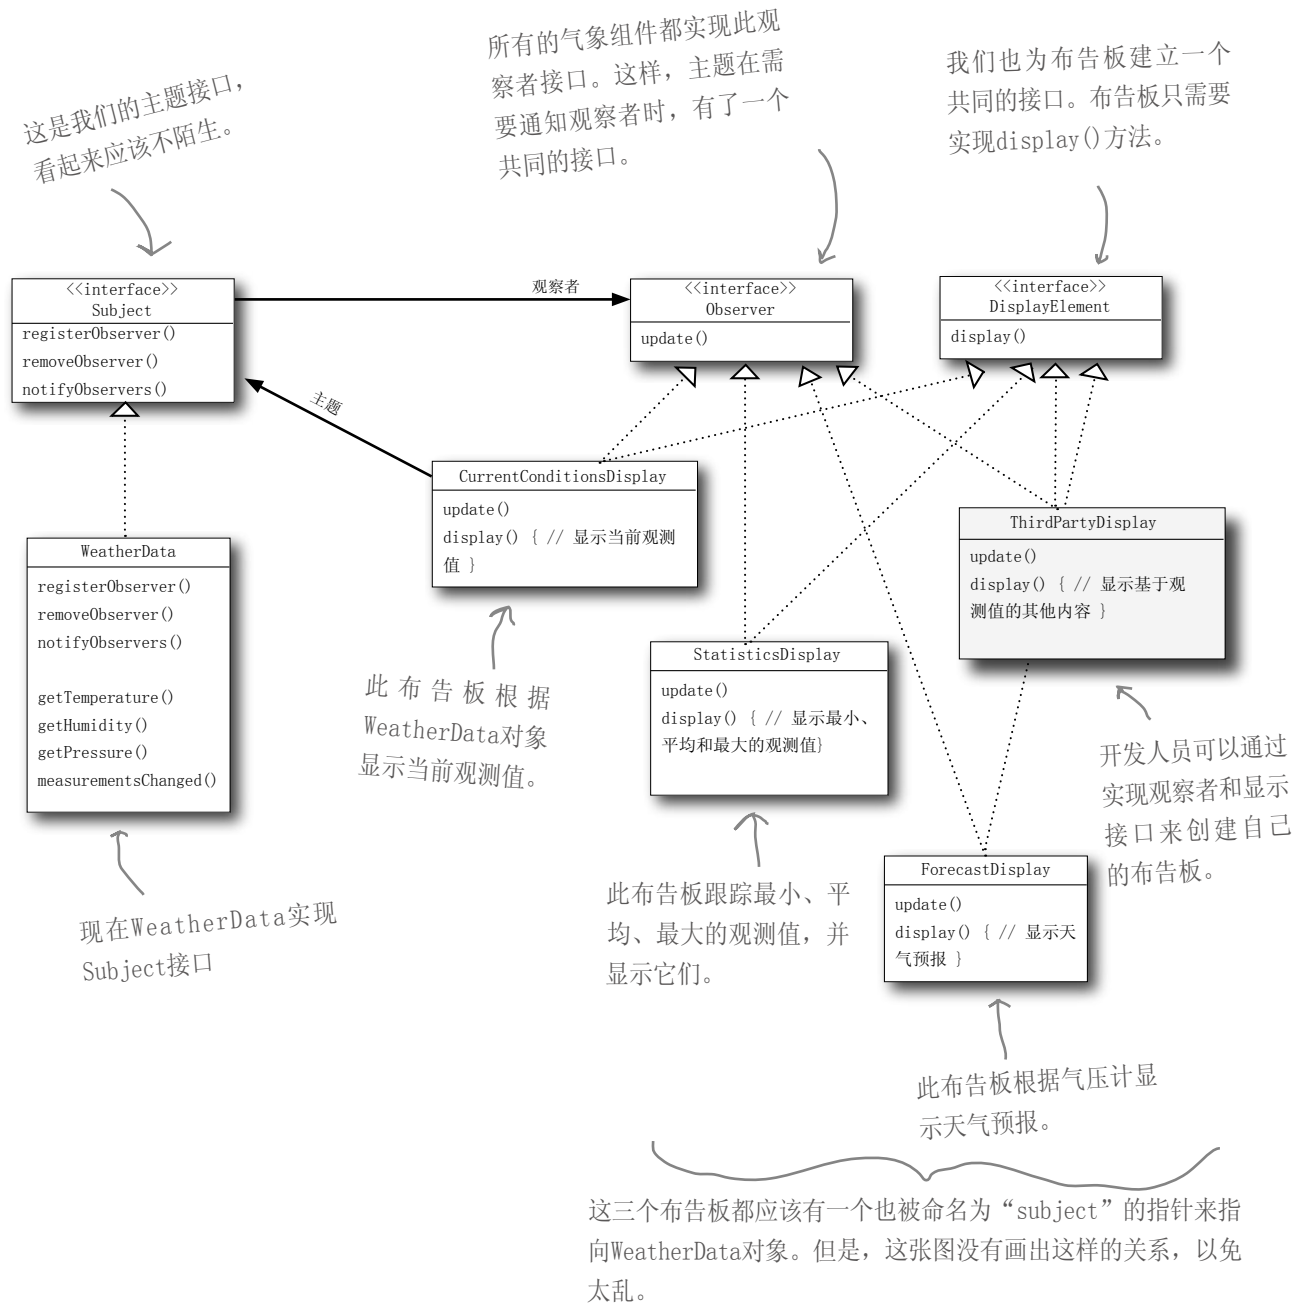 这是我们的主题接口，
看起来应该不陌生。
所有的气象组件都实现此观
察者接口。这样，主题在需
要通知观察者时，有了一个
共同的接口。
我们也为布告板建立一个
共同的接口。布告板只需要
实现display()方法。
<<interface>>
Subject
registerObserver()
removeObserver()
notifyObservers()
观察者
<<interface>>
Observer
update()
<<interface>>
DisplayElement
display()
主题
CurrentConditionsDisplay
update()
display() { // 显示当前观测
值 }
ThirdPartyDisplay
update()
display() { // 显示基于观
测值的其他内容 }
WeatherData
registerObserver()
removeObserver()
notifyObservers()
getTemperature()
getHumidity()
getPressure()
measurementsChanged()
StatisticsDisplay
update()
display() { // 显示最小、
平均和最大的观测值}
此布告板根据
WeatherData对象
显示当前观测值。
开发人员可以通过
实现观察者和显示
接口来创建自己
的布告板。
ForecastDisplay
update()
display() { // 显示天
气预报 }
现在WeatherData实现
Subject接口
此布告板跟踪最小、平
均、最大的观测值，并
显示它们。
此布告板根据气压计显
示天气预报。
这三个布告板都应该有一个也被命名为“subject”的指针来指
向WeatherData对象。但是，这张图没有画出这样的关系，以免
太乱。